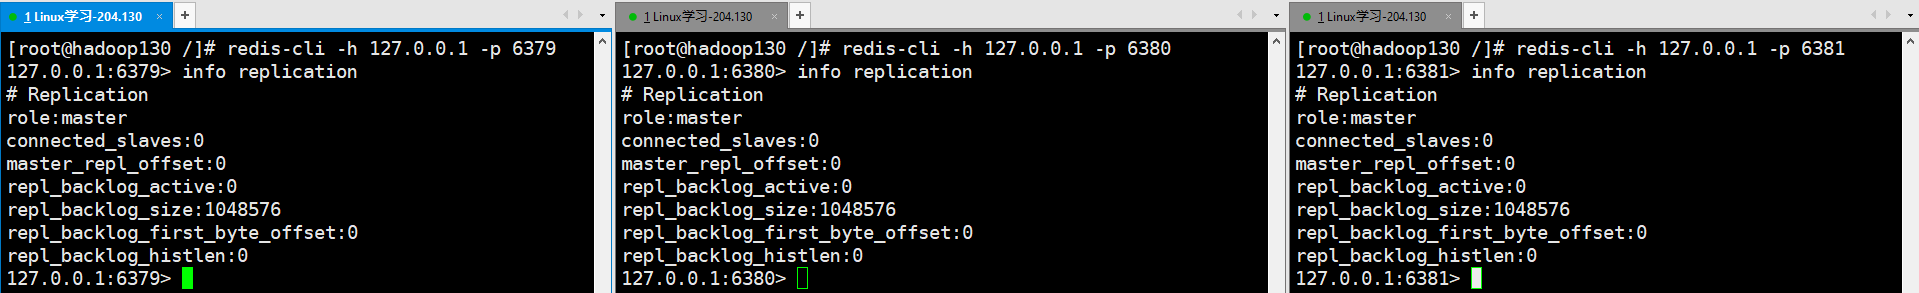 1 Linux学习-204.130
[root@hadoop130 /]# redis-cli -h 127.0.0.1 -p 6379
127.0.0.1:6379> info replication
# Replication
role:master
connected_slaves:0
master_repl_offset:0
repl_backlog_active:0
repl_backlog_size:1048576
repl_backlog_first_byte_offset:0
repl_backlog_histlen:0
127.0.0.1:6379>
1 Linux学习-204.130
[root@hadoop130 /]# redis-cli -h 127.0.0.1 -p 6380
127.0.0.1:6380> info replication
# Replication
role:master
connected_slaves:0
master_repl_offset:0
repl_backlog_active:0
repl_backlog_size:1048576
repl_backlog_first_byte_offset:0
repl_backlog_histlen:0
127.0.0.1:6380>
1 Linux学习-204.130
[root@hadoop130 /]# redis-cli -h 127.0.0.1 -p 6381
127.0.0.1:6381> info replication
# Replication
role:master
connected_slaves:0
master_repl_offset:0
repl_backlog_active:0
repl_backlog_size:1048576
repl_backlog_first_byte_offset:0
repl_backlog_histlen:0
127.0.0.1:6381>